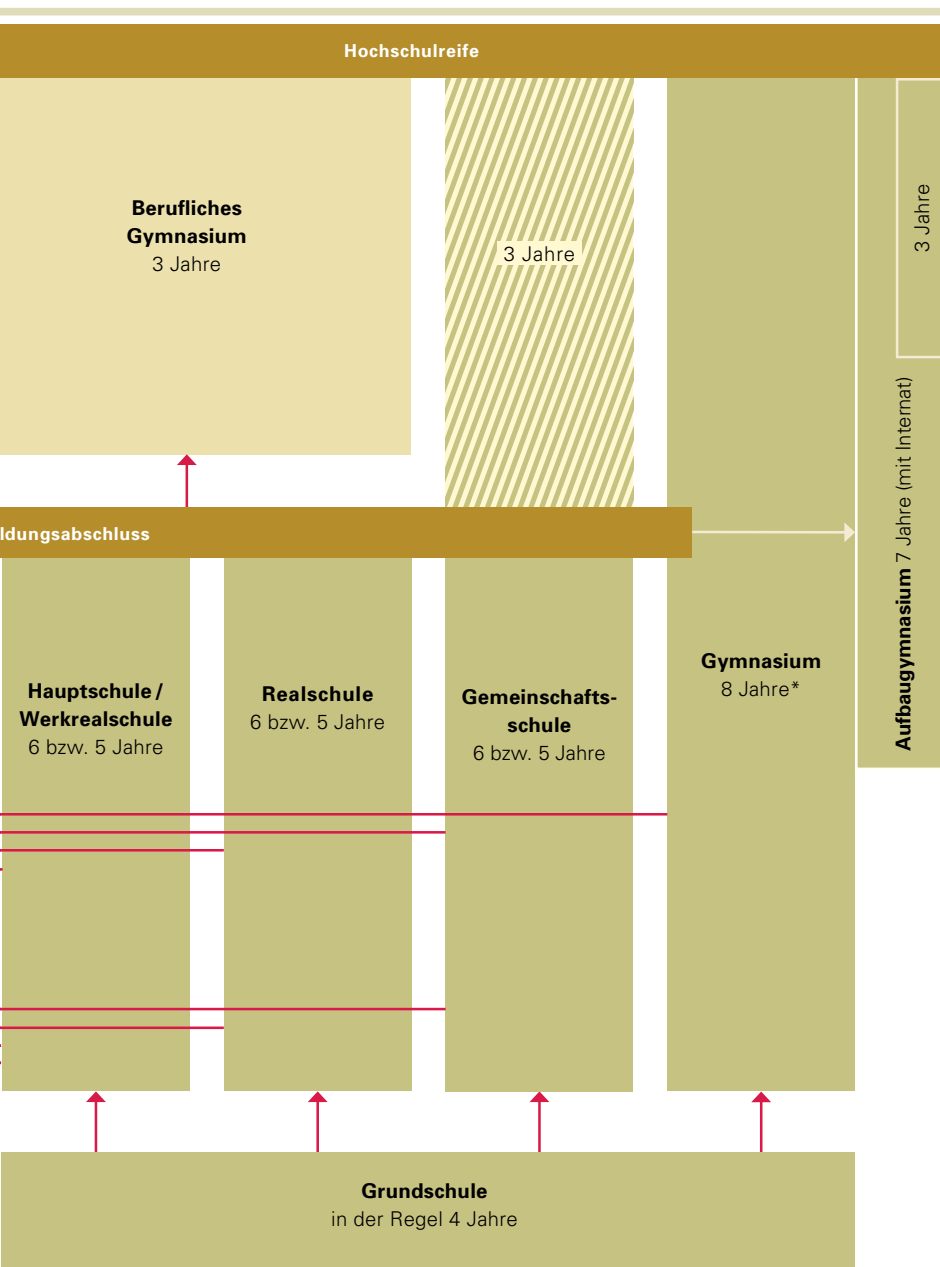 Hochschulreife
Berufliches
Gymnasium
3 Jahre
3 Jahre
3 Jahre
Aufbaugymnasium 7 Jahre (mit Internat)
ldungsabschluss
Hauptschule /
Werkrealschule
6 bzw. 5 Jahre
Realschule
6 bzw. 5 Jahre
Gemeinschafts-
schule
6 bzw. 5 Jahre
Gymnasium
8 Jahre*
Grundschule
in der Regel 4 Jahre